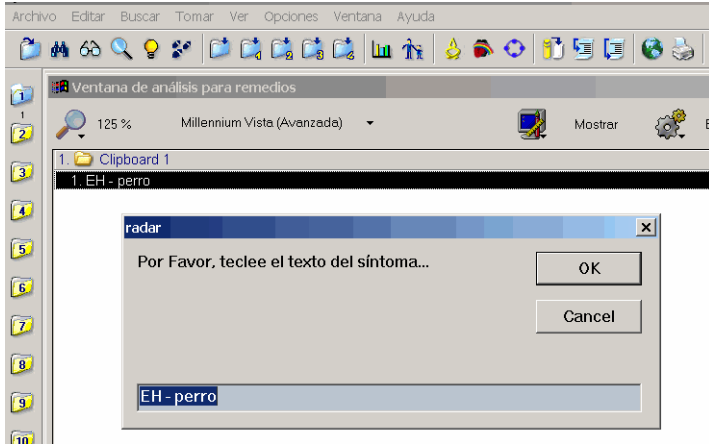 Archivo Editar Buscar Tomar Ver Opciones Ventana Ayuda
Ventana de análisis para remedios
125 % Millennium Vista (Avanzada) Mostrar
1. Clipboard 1
1. EH - perro
radar
Por Favor, teclee el texto del síntoma...
OK
Cancel
EH - perro
1
1
2
3
4
5
6
7
8
9
10